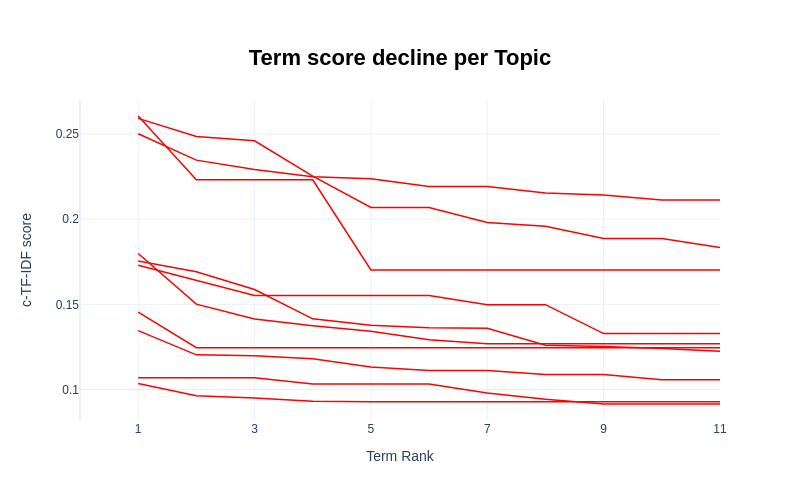 Term score decline per Topic
c-TF-IDF score
0.25
0.2
0.15
0.1
1 3 5 7 9 11
Term Rank